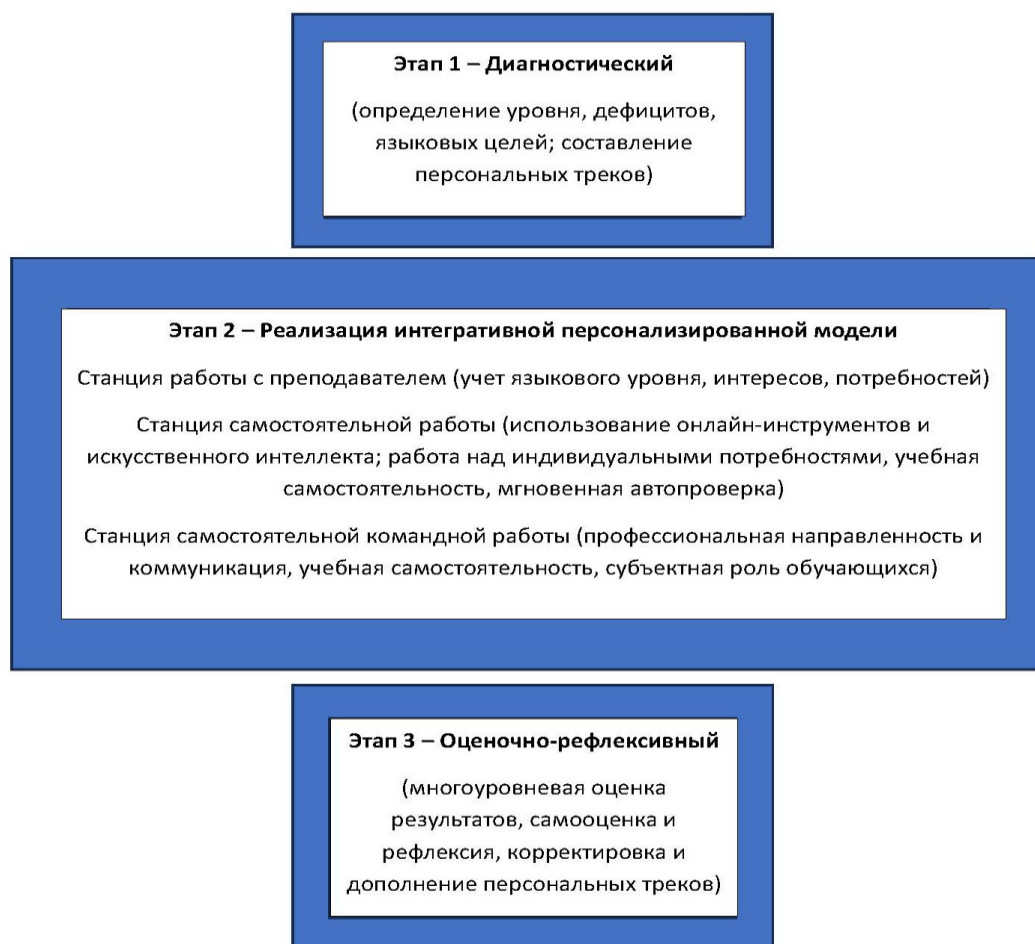 Этап 1 – Диагностический
(определение уровня, дефицитов,
языковых целей; составление
персональных треков)
Этап 2 – Реализация интегративной персонализированной модели
Станция работы с преподавателем (учет языкового уровня, интересов, потребностей)
Станция самостоятельной работы (использование онлайн-инструментов и
искусственного интеллекта; работа над индивидуальными потребностями, учебная
самостоятельность, мгновенная автопроверка)
Станция самостоятельной командной работы (профессиональная направленность и
коммуникация, учебная самостоятельность, субъектная роль обучающихся)
Этап 3 – Оценочно-рефлексивный
(многоуровневая оценка
результатов, самооценка и
рефлексия, корректировка и
дополнение персональных треков)